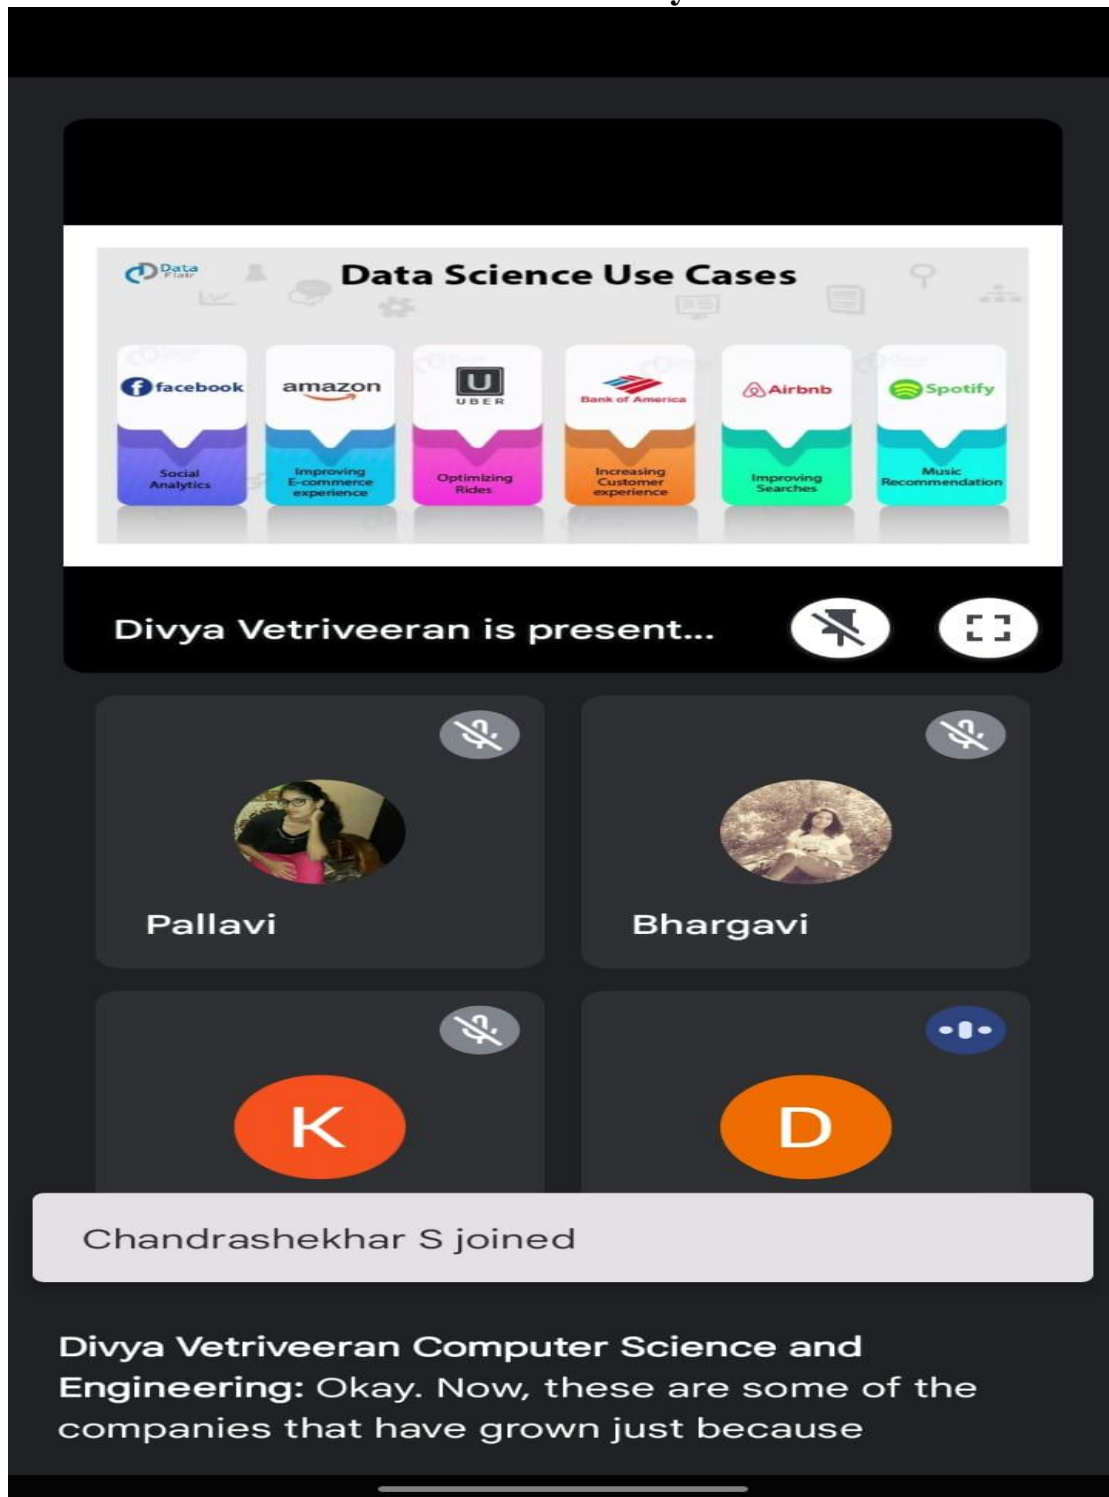 Data
Flair
Data Science Use Cases
facebook
amazon
U
UBER
Bank of America
Airbnb
Spotify
Social
Analytics
Improving
E-commerce
experience
Optimizing
Rides
Increasing
Customer
experience
Improving
Searches
Music
Recommendation
Divya Vetriveeran is present...
Pallavi
Bhargavi
K
D
Chandrashekhar S joined
Divya Vetriveeran Computer Science and
Engineering: Okay. Now, these are some of the
companies that have grown just because